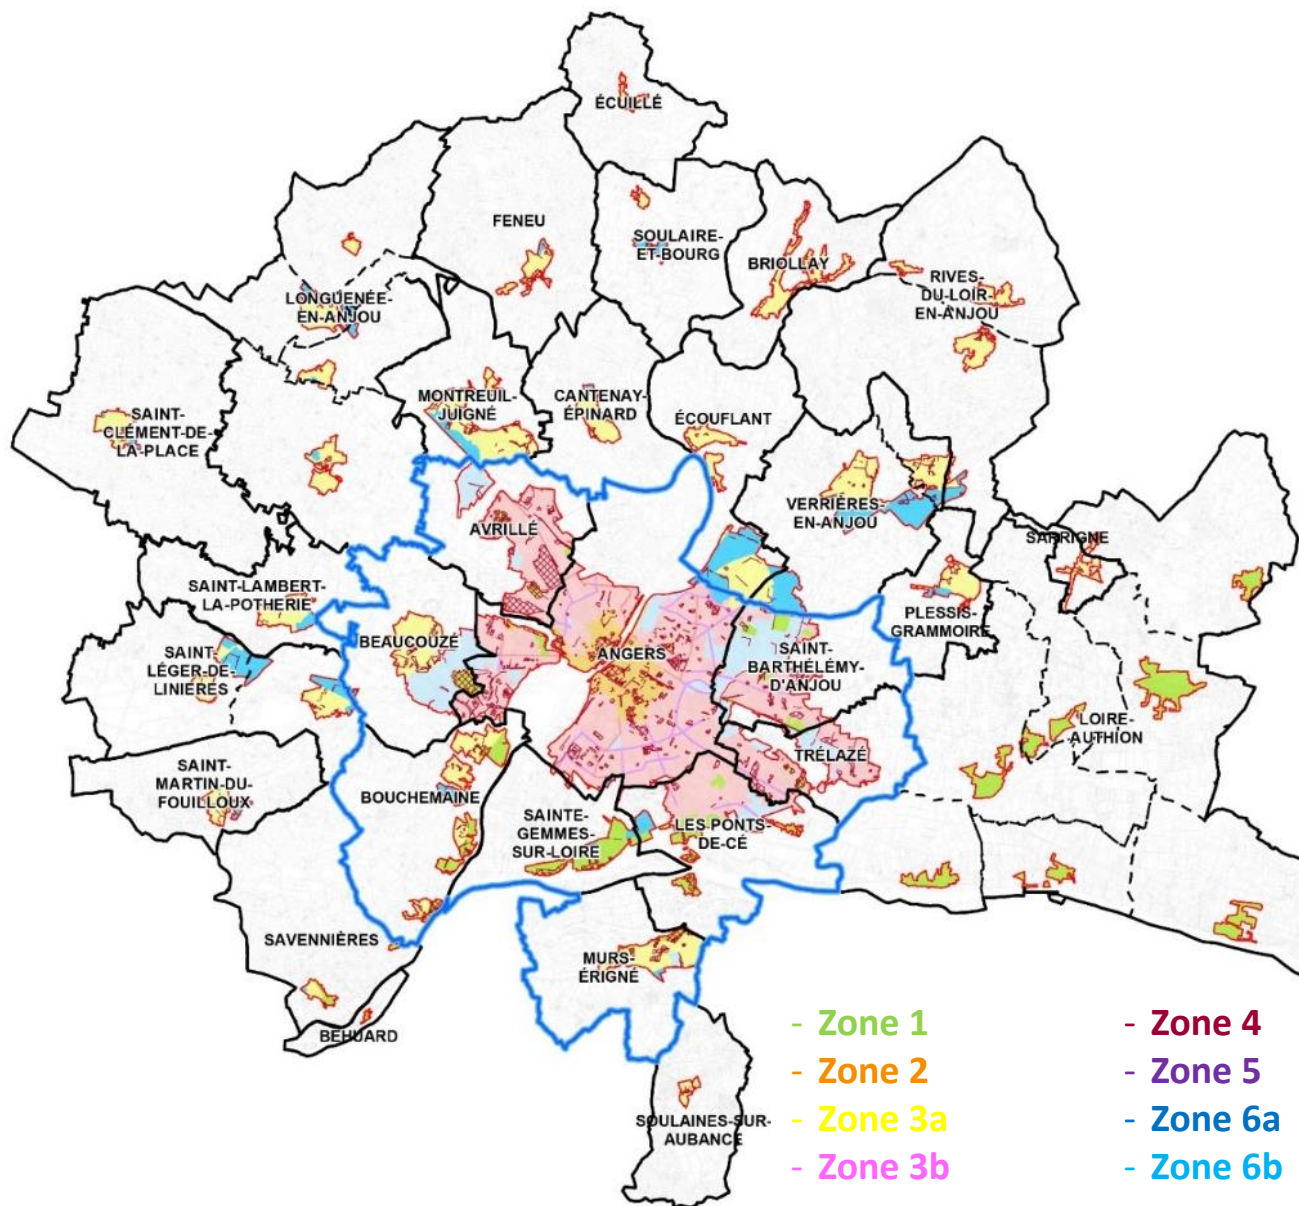 ÉCUILLÉ
FENEU
SOULAIRE-
ET-BOURG
BRIOLLAY
RIVES-
DU-LOIR-
EN-ANJOU
LONGUENÉE-
EN-ANJOU
MONTREUIL-
JUIGNÉ
CANTENAY-
ÉPINARD
ÉCOUFLANT
SAINT-
CLÉMENT-DE-
LA-PLACE
VERRIÈRES-
EN-ANJOU
AVRILLÉ
SARRIGNÉ
SAINT-LAMBERT-
LA-POTHERIE
PLESSIS-
GRAMMOIRE
BEAUCOUZÉ
ANGERS
SAINT-
BARTHÉLÉMY-
D'ANJOU
SAINT-
LÉGER-DE-
LINIÈRES
LOIRE-
AUTHION
TRÉLAZÉ
SAINT-
MARTIN-DU-
FOUILLOUX
BOUCHEMAINE
SAINTE-
GEMMES-
SUR-LOIRE
LES-PONTS-
DE-CÉ
SAVENNIÈRES
MURS-
ÉRIGNÉ
BÉHUARD
SOULAINES-SUR-
AUBANCE
- Zone 1
- Zone 2
- Zone 3a
- Zone 3b
- Zone 4
- Zone 5
- Zone 6a
- Zone 6b